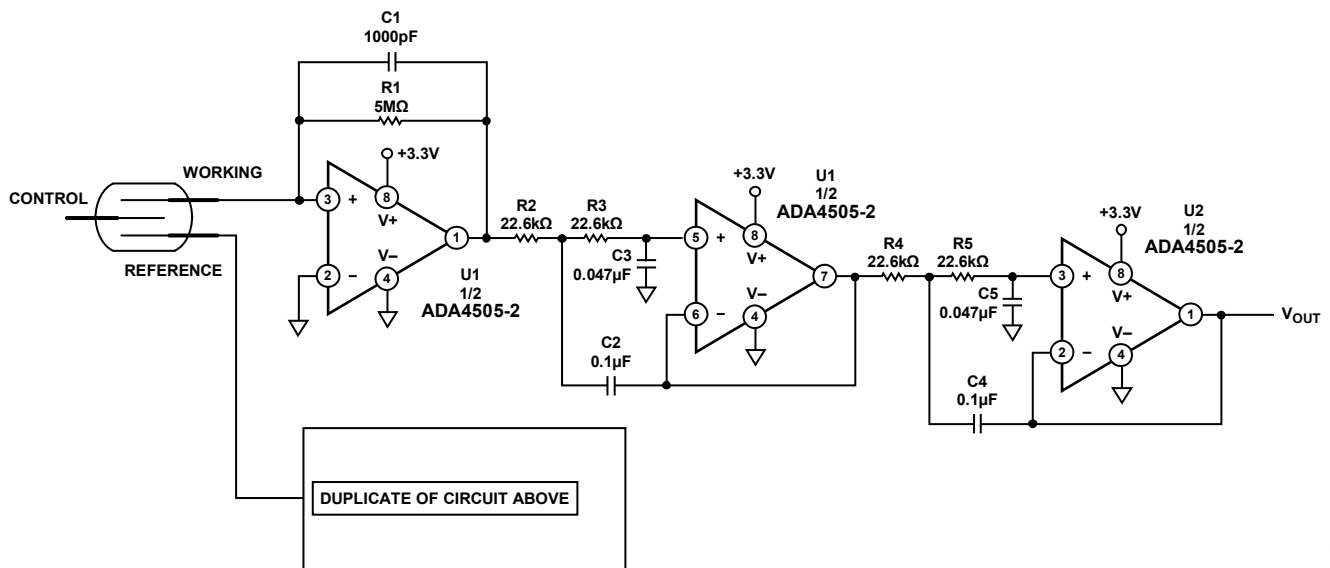 C1
1000pF
R1
5MΩ
+3.3V
WORKING
CONTROL
REFERENCE
3
+
8
V+
1
2
–
V–
4
U1
1/2
ADA4505-2
R2
22.6kΩ
R3
22.6kΩ
C3
0.047µF
C2
0.1µF
+3.3V
U1
1/2
ADA4505-2
5
+
8
V+
7
6
–
V–
4
R4
22.6kΩ
R5
22.6kΩ
C5
0.047µF
C4
0.1µF
+3.3V
U2
1/2
ADA4505-2
3
+
8
V+
1
2
–
V–
4
VOUT
DUPLICATE OF CIRCUIT ABOVE